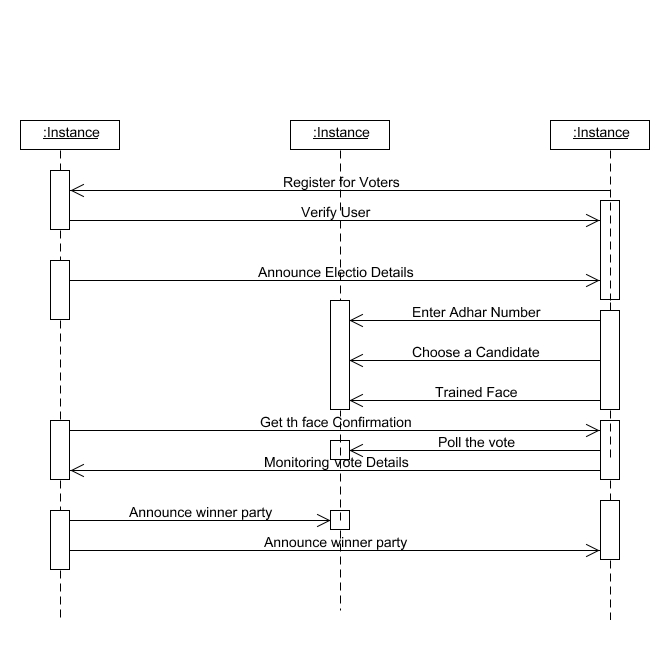 :Instance
:Instance
:Instance
Register for Voters
Verify User
Announce Electio Details
Enter Adhar Number
Choose a Candidate
Trained Face
Get th face Confirmation
Poll the vote
Monitoring Vote Details
Announce winner party
Announce winner party